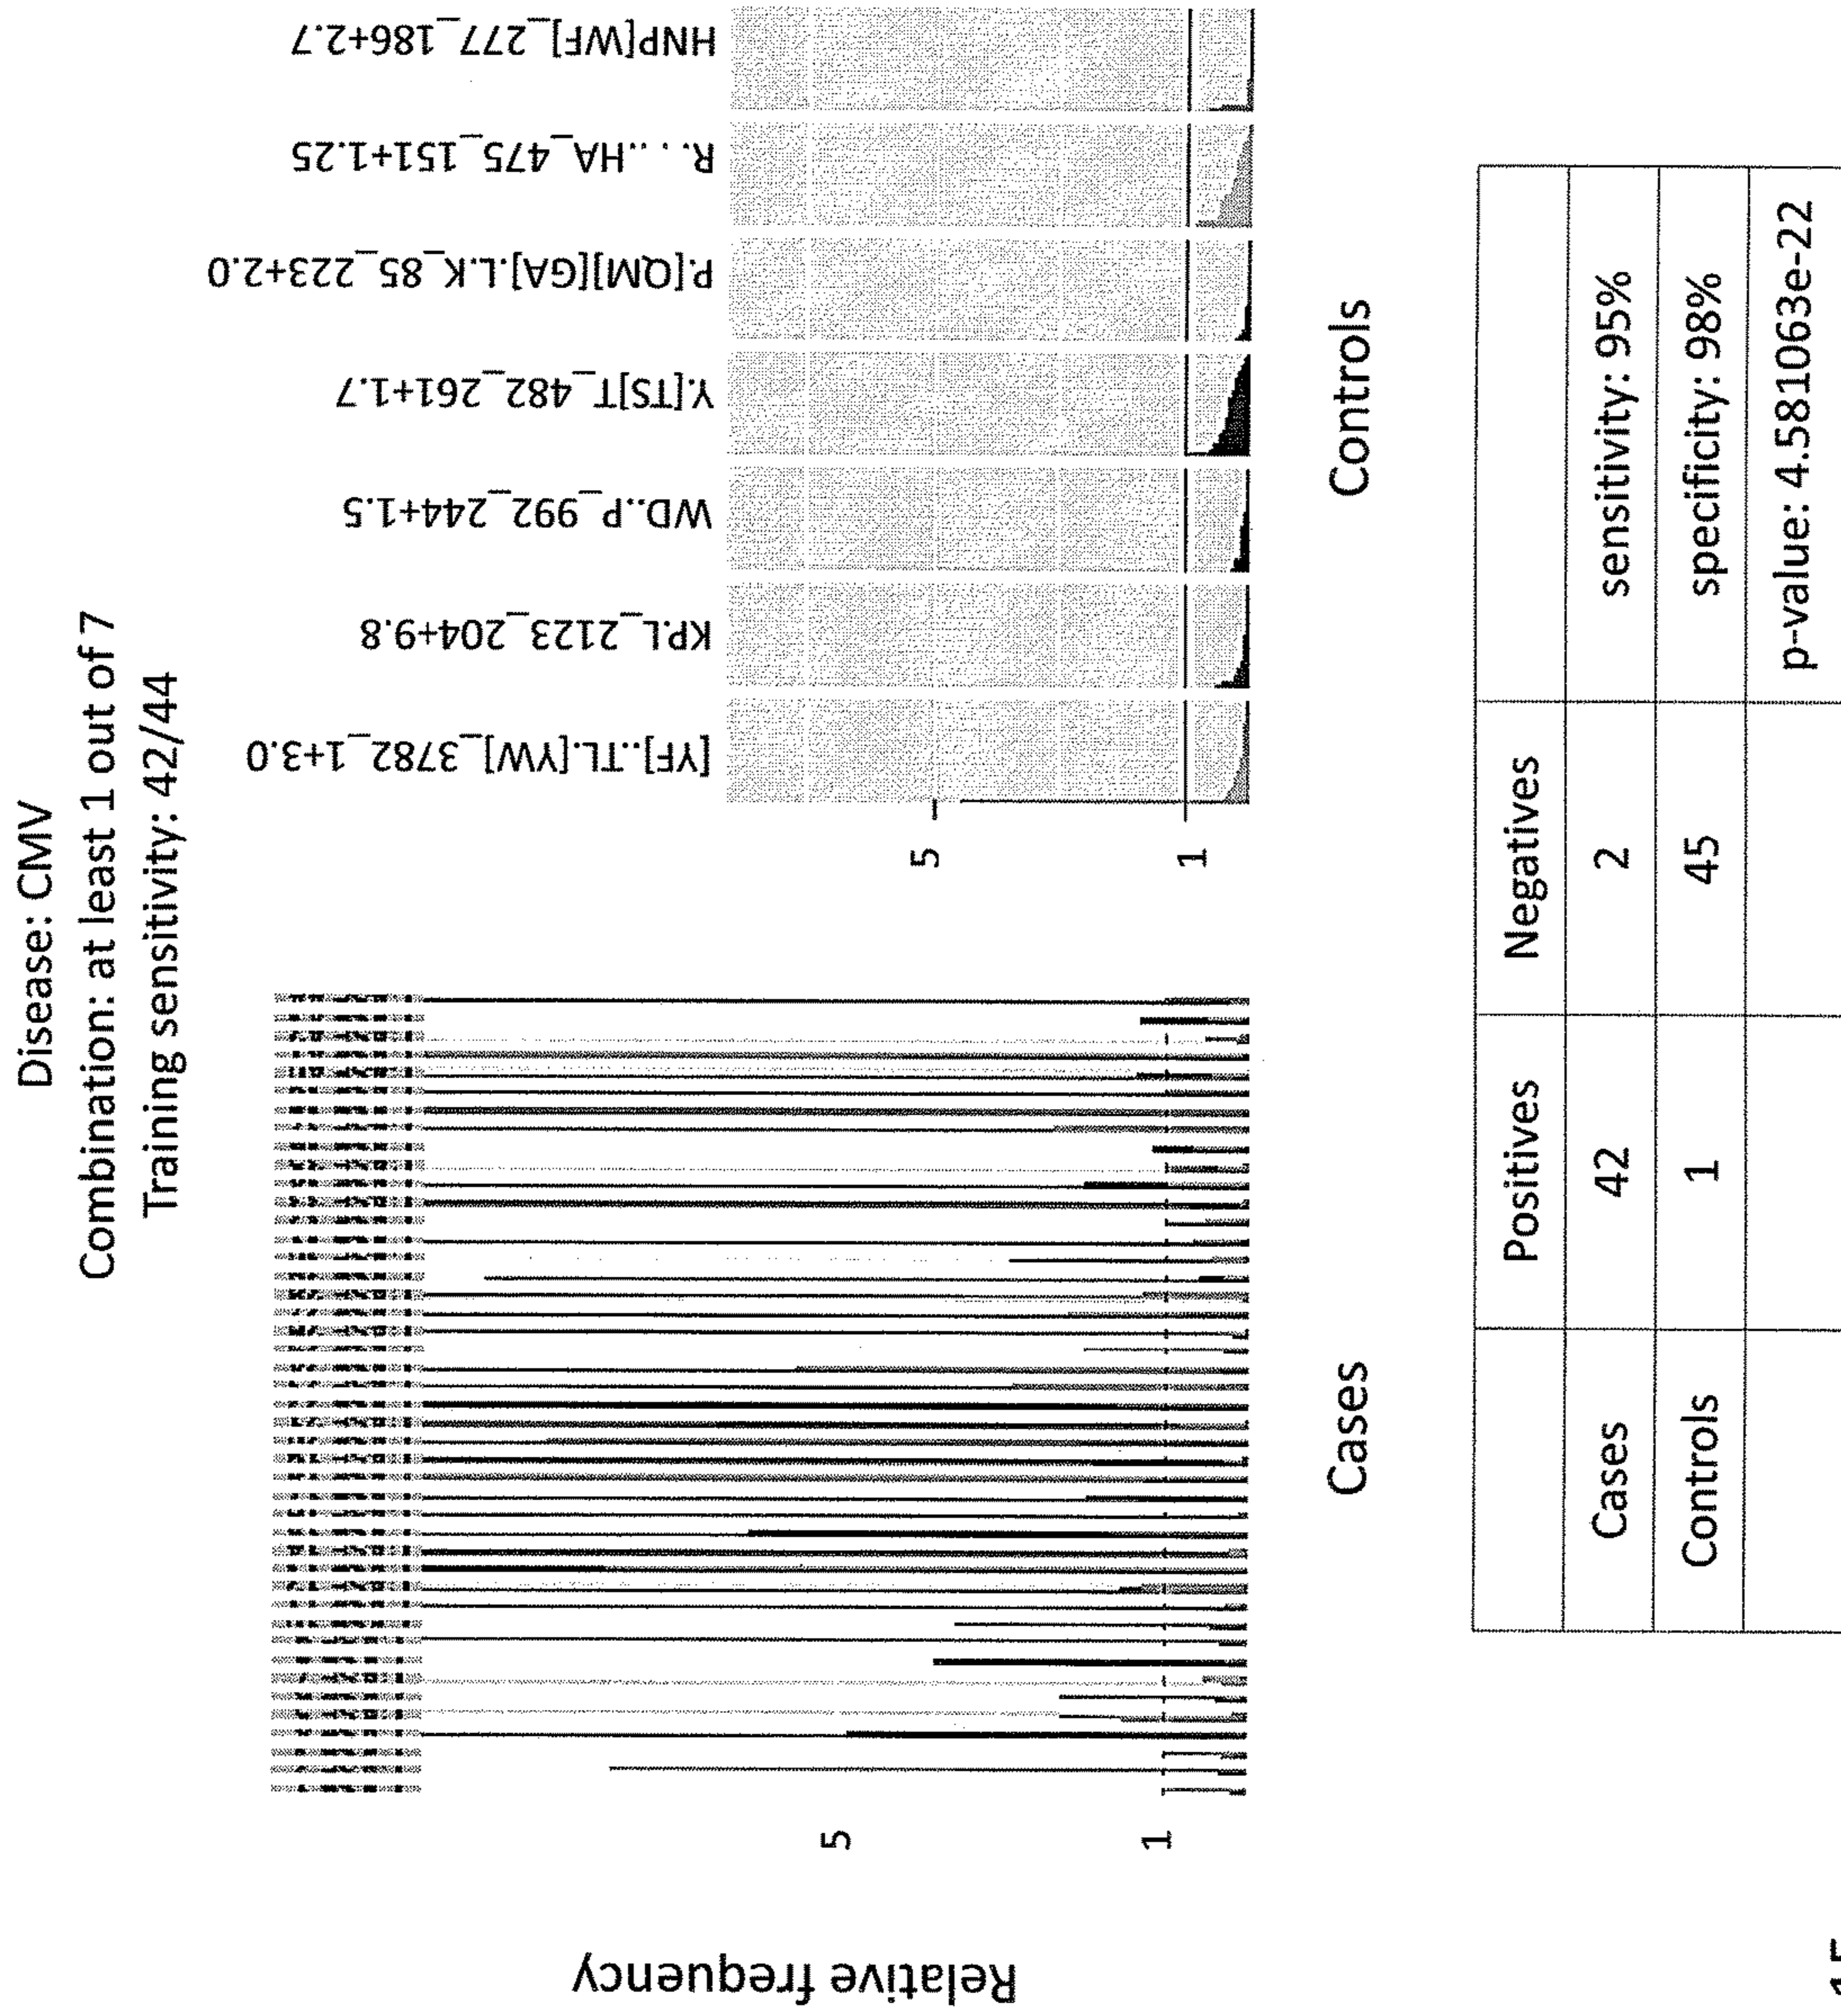 Disease: CMV
Combination: at least 1 out of 7
Training sensitivity: 42/44
Relative frequency
5
1
Cases
[YF]..TL.[YW]_3782_1+3.0
KP.L_2123_204+9.8
WD..P_992_244+1.5
Y.[TS]T_482_261+1.7
P.[QM][GA].L.K_85_223+2.0
R. . ..HA_475_151+1.25
HNP[WF]_277_186+2.7
5
1
Controls
Positives Negatives
Cases 42 2 sensitivity: 95%
Controls 1 45 specificity: 98%
p-value: 4.581063e-22